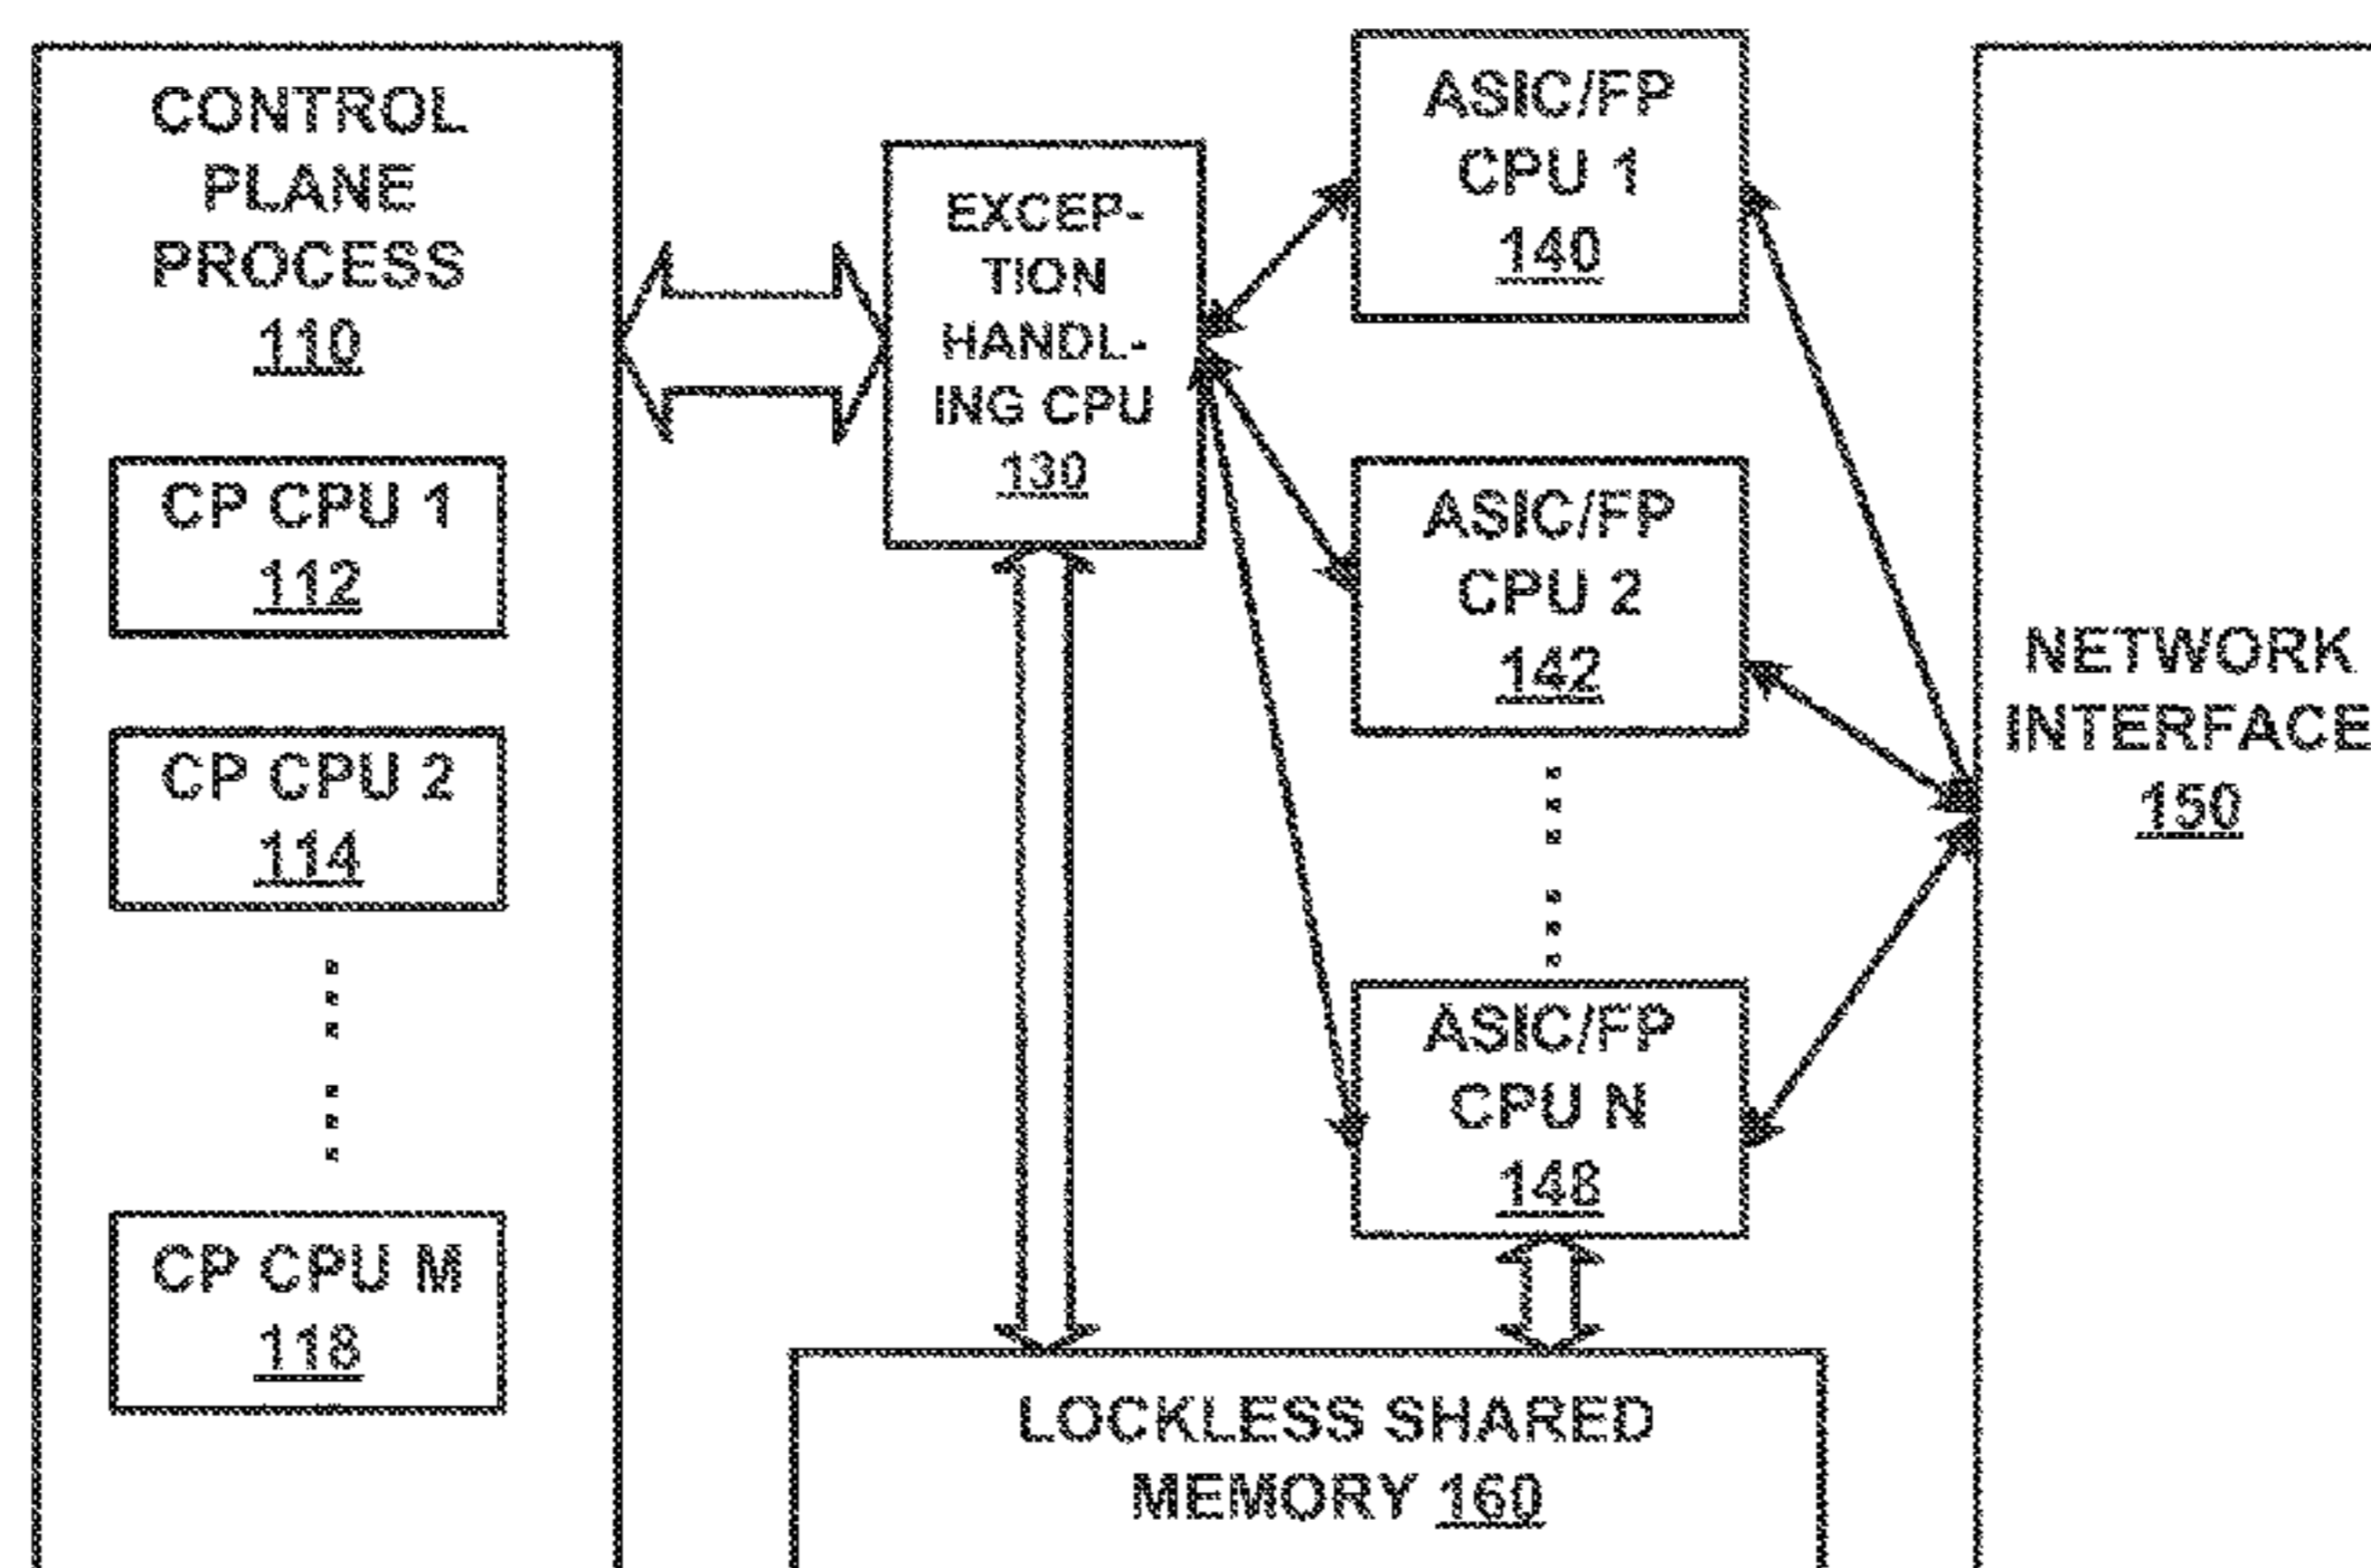 CONTROL
PLANE
PROCESS
110
CP CPU 1
112
CP CPU 2
114
CP CPU M
118
EXCEP-
TION
HANDL-
ING CPU
130
ASIC/FP
CPU 1
140
ASIC/FP
CPU 2
142
ASIC/FP
CPU N
148
NETWORK
INTERFACE
150
LOCKLESS SHARED
MEMORY 160